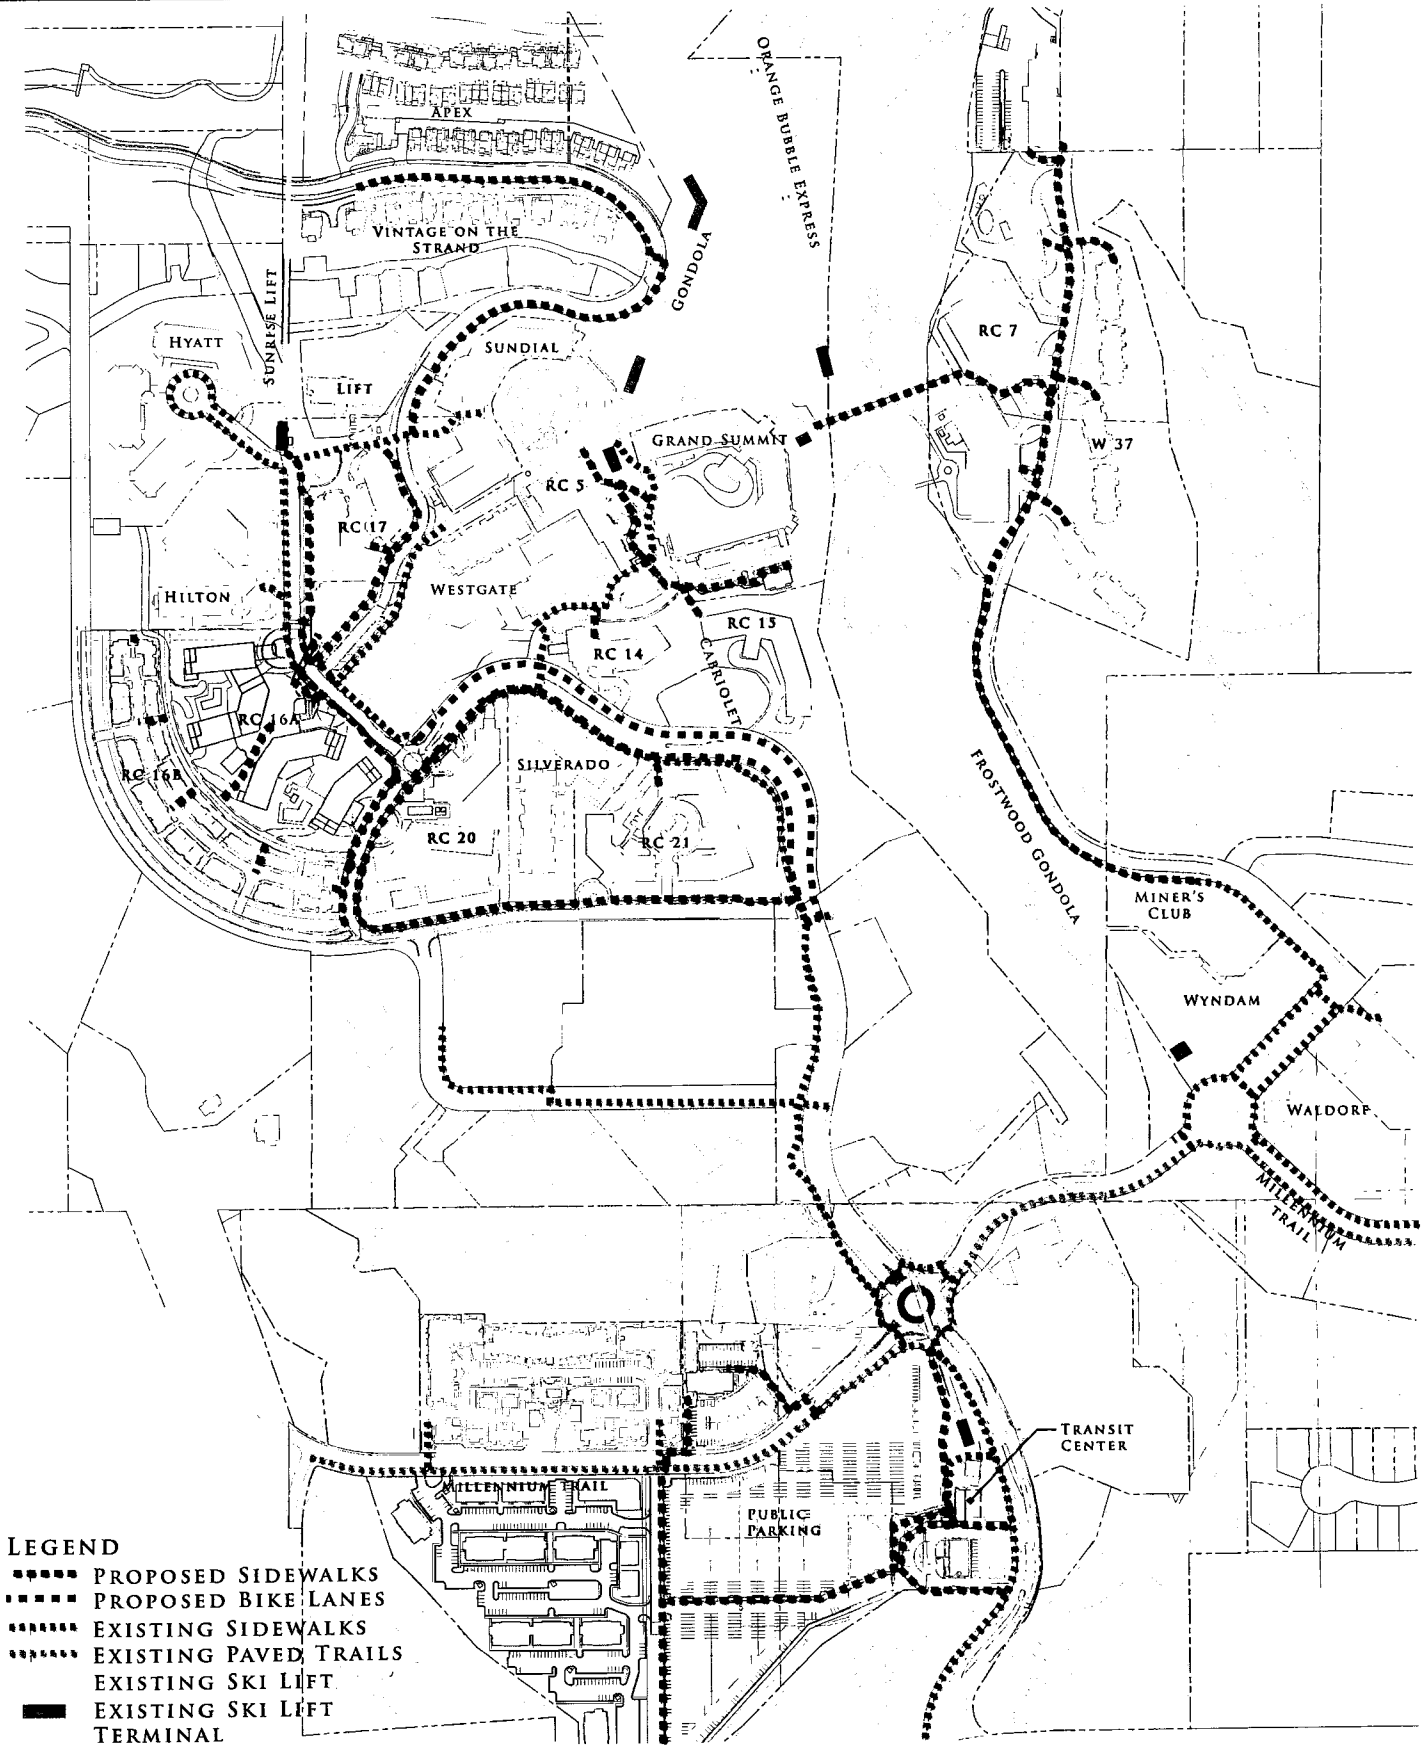 ORANGE BUBBLE EXPRESS
APEX
VINTAGE ON THE
STRAND
GONDOLA
SUNRISE LIFT
HYATT
SUNDIAL
LIFT
RC 7
GRAND SUMMIT
W 37
RC 5
RC 17
WESTGATE
HILTON
RC 15
RC 14
CABRIOLET
RC 16A
SILVERADO
RC 16B
RC 20
RC 21
FROSTWOOD GONDOLA
MINER'S
CLUB
WYNDAM
WALDORF
MILLENNIUM
TRAIL
TRANSIT
CENTER
MILLENNIUM TRAIL
PUBLIC
PARKING
LEGEND
PROPOSED SIDEWALKS
PROPOSED BIKE LANES
EXISTING SIDEWALKS
EXISTING PAVED TRAILS
EXISTING SKI LIFT
EXISTING SKI LIFT
TERMINAL